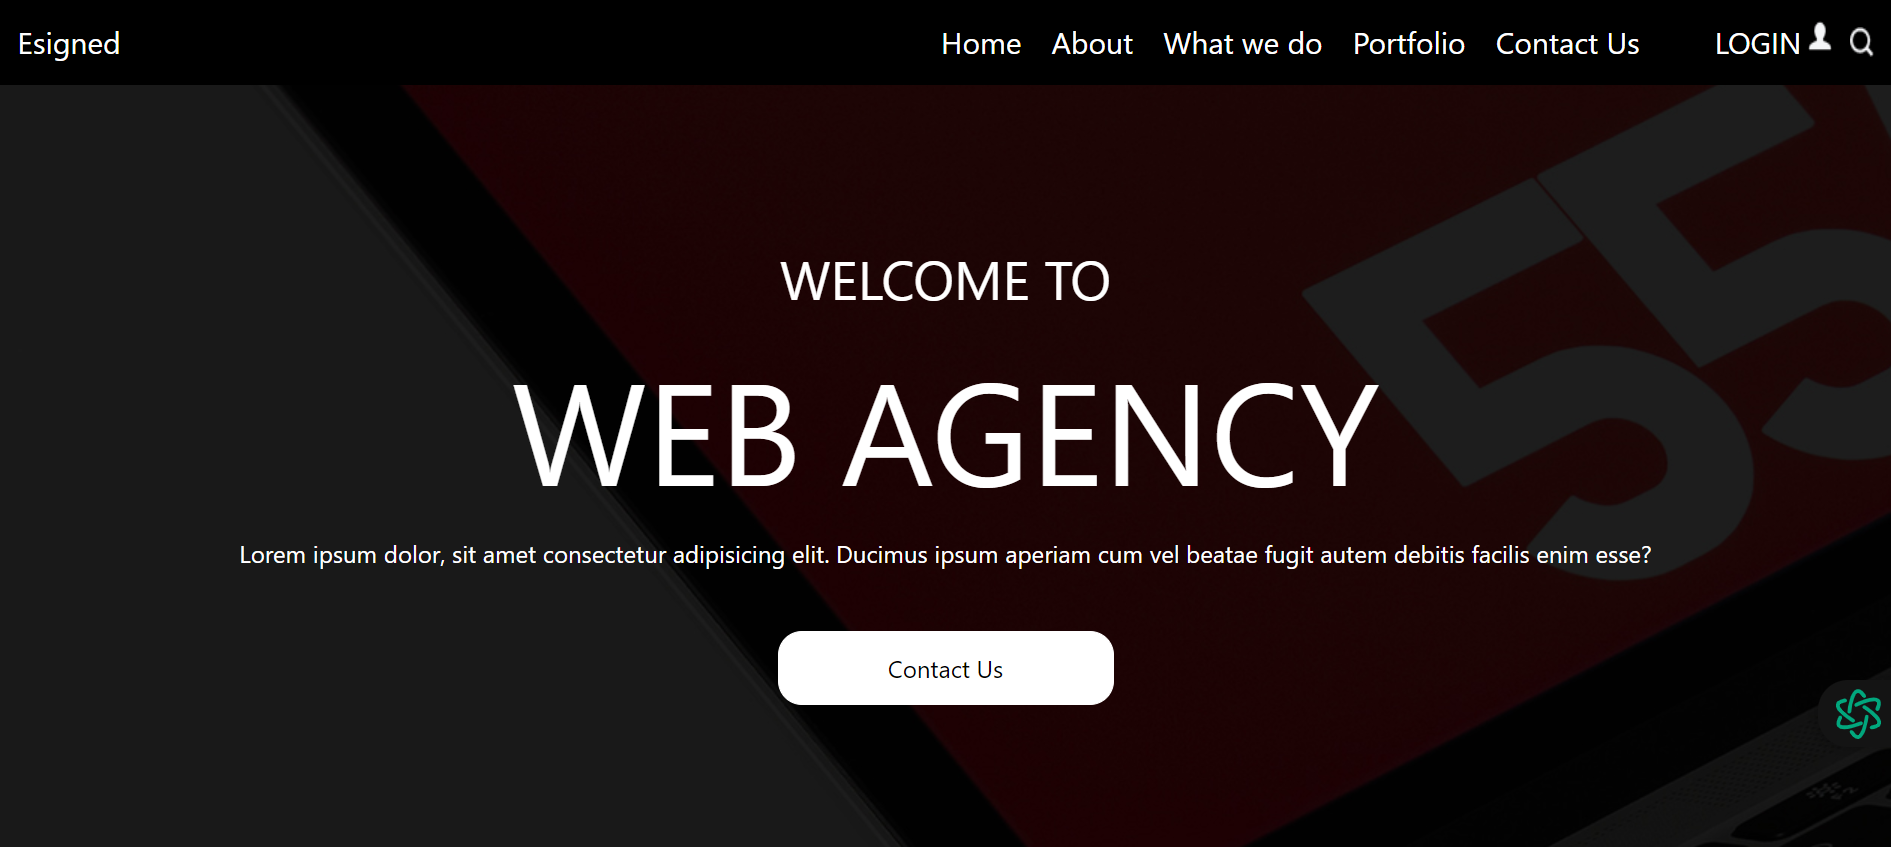 Esigned Home About What we do Portfolio Contact Us LOGIN
55
WELCOME TO
WEB AGENCY
Lorem ipsum dolor, sit amet consectetur adipisicing elit. Ducimus ipsum aperiam cum vel beatae fugit autem debitis facilis enim esse?
Contact Us